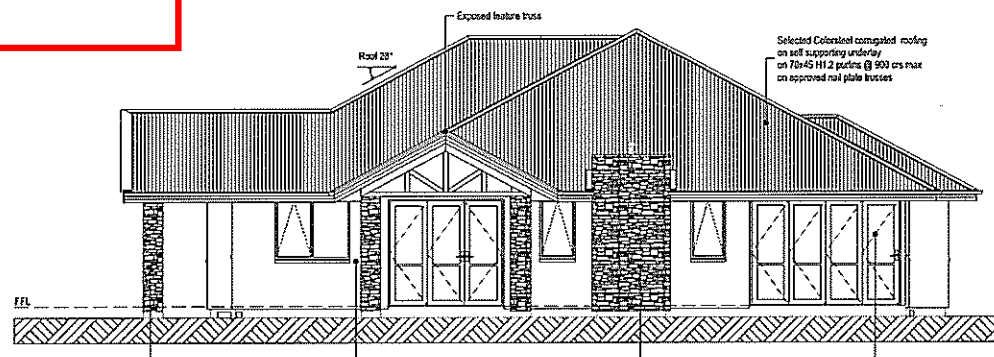 Exposed feature truss
Roof 28°
Selected Colorsteel corrugated roofing
on self supporting underlay
on 70x45 H1.2 purlins @ 900 crs max
on approved nail plate trusses
FFL